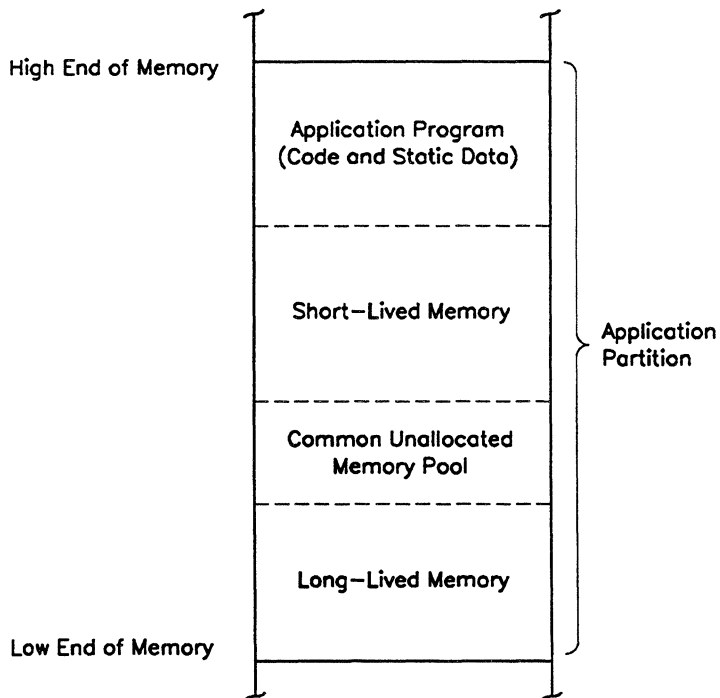 High End of Memory
Application Program
(Code and Static Data)
Short-Lived Memory
Application
Partition
Common Unallocated
Memory Pool
Long-Lived Memory
Low End of Memory